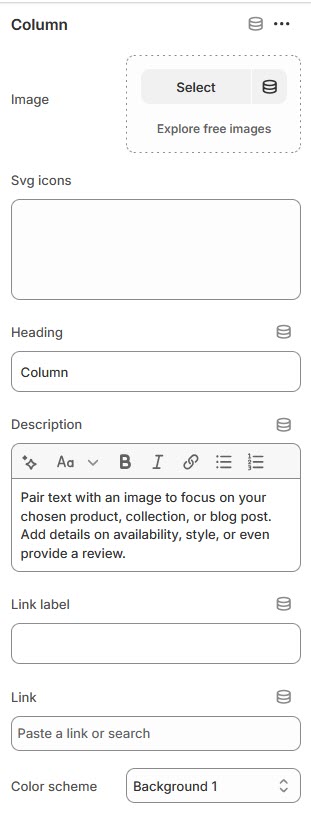 Column
Image
Select
Explore free images
Svg icons
Heading
Column
Description
Aa
B
I
Pair text with an image to focus on your
chosen product, collection, or blog post.
Add details on availability, style, or even
provide a review.
Link label
Link
Paste a link or search
Color scheme
Background 1